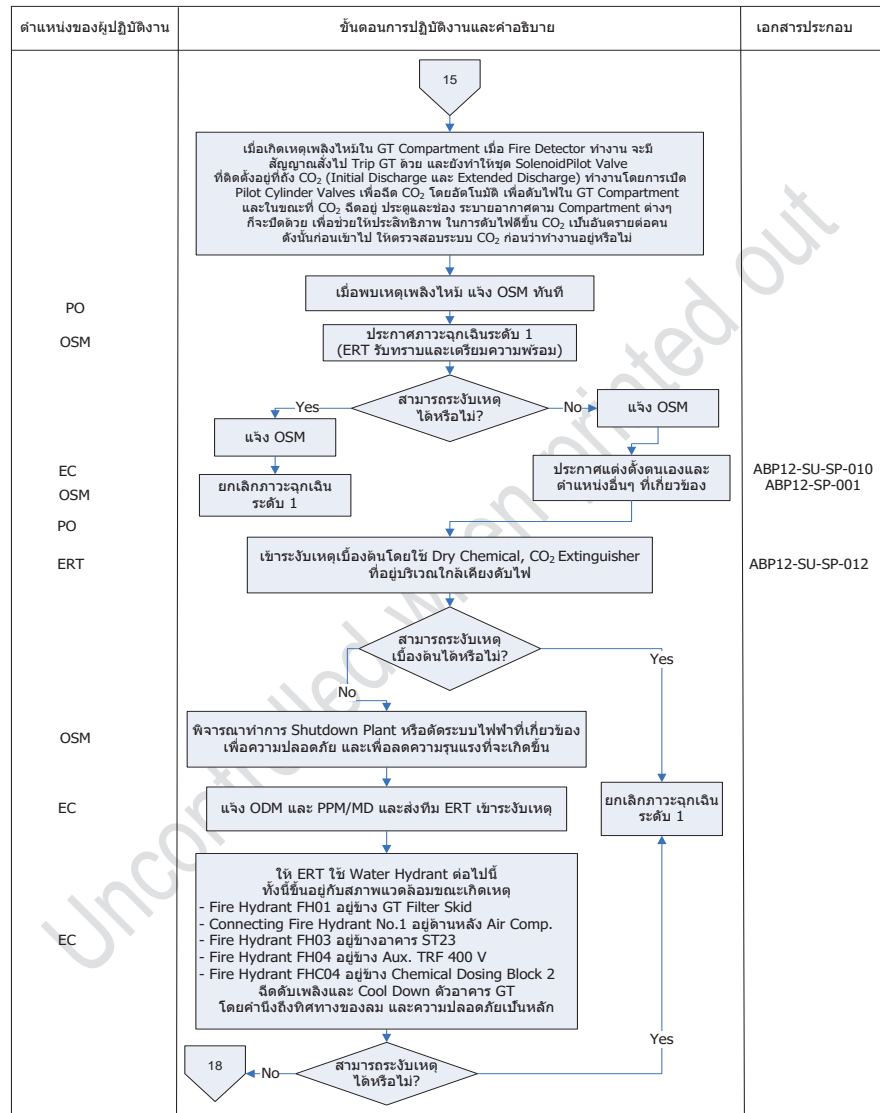 ตำแหน่งของผู้ปฏิบัติงาน
ขั้นตอนการปฏิบัติงานและคำอธิบาย
เอกสารประกอบ
15
เมื่อเกิดเหตุเพลิงไหม้ใน GT Compartment เมื่อ Fire Detector ทำงาน จะมี
สัญญาณสั่งไป Trip GT ด้วย และยังทำให้ชุด SolenoidPilot Valve
ที่ติดตั้งอยู่ที่ถัง CO₂ (Initial Discharge และ Extended Discharge) ทำงานโดยการเปิด
Pilot Cylinder Valves เพื่อฉีด CO₂ โดยอัตโนมัติ เพื่อดับไฟใน GT Compartment
และในขณะที่ CO₂ ฉีดอยู่ ประตูและช่อง ระบายอากาศตาม Compartment ต่างๆ
ก็จะปิดด้วย เพื่อช่วยให้ประสิทธิภาพ ในการดับไฟดีขึ้น CO₂ เป็นอันตรายต่อคน
ดังนั้นก่อนเข้าไป ให้ตรวจสอบระบบ CO₂ ก่อนว่าทำงานอยู่หรือไม่
เมื่อพบเหตุเพลิงไหม้ แจ้ง OSM ทันที
PO
ประกาศภาวะฉุกเฉินระดับ 1
(ERT รับทราบและเตรียมความพร้อม)
OSM
สามารถระงับเหตุ
ได้หรือไม่?
Yes
No
แจ้ง OSM
แจ้ง OSM
EC
ประกาศแต่งตั้งตนเองและ
ตำแหน่งอื่นๆ ที่เกี่ยวข้อง
ABP12-SU-SP-010
ABP12-SP-001
OSM
ยกเลิกภาวะฉุกเฉิน
ระดับ 1
PO
ERT
เข้าระงับเหตุเบื้องต้นโดยใช้ Dry Chemical, CO₂ Extinguisher
ที่อยู่บริเวณใกล้เคียงดับไฟ
ABP12-SU-SP-012
สามารถระงับเหตุ
เบื้องต้นได้หรือไม่?
Yes
No
OSM
พิจารณาทำการ Shutdown Plant หรือตัดระบบไฟฟ้าที่เกี่ยวข้อง
เพื่อความปลอดภัย และเพื่อลดความรุนแรงที่จะเกิดขึ้น
EC
แจ้ง ODM และ PPM/MD และส่งทีม ERT เข้าระงับเหตุ
ยกเลิกภาวะฉุกเฉิน
ระดับ 1
EC
ให้ ERT ใช้ Water Hydrant ต่อไปนี้
ทั้งนี้ขึ้นอยู่กับสภาพแวดล้อมขณะเกิดเหตุ
- Fire Hydrant FH01 อยู่ข้าง GT Filter Skid
- Connecting Fire Hydrant No.1 อยู่ด้านหลัง Air Comp.
- Fire Hydrant FH03 อยู่ข้างอาคาร ST23
- Fire Hydrant FH04 อยู่ข้าง Aux. TRF 400 V
- Fire Hydrant FHC04 อยู่ข้าง Chemical Dosing Block 2
ฉีดดับเพลิงและ Cool Down ตัวอาคาร GT
โดยคำนึงถึงทิศทางของลม และความปลอดภัยเป็นหลัก
Yes
สามารถระงับเหตุ
ได้หรือไม่?
No
18
Uncontrolled when printed out